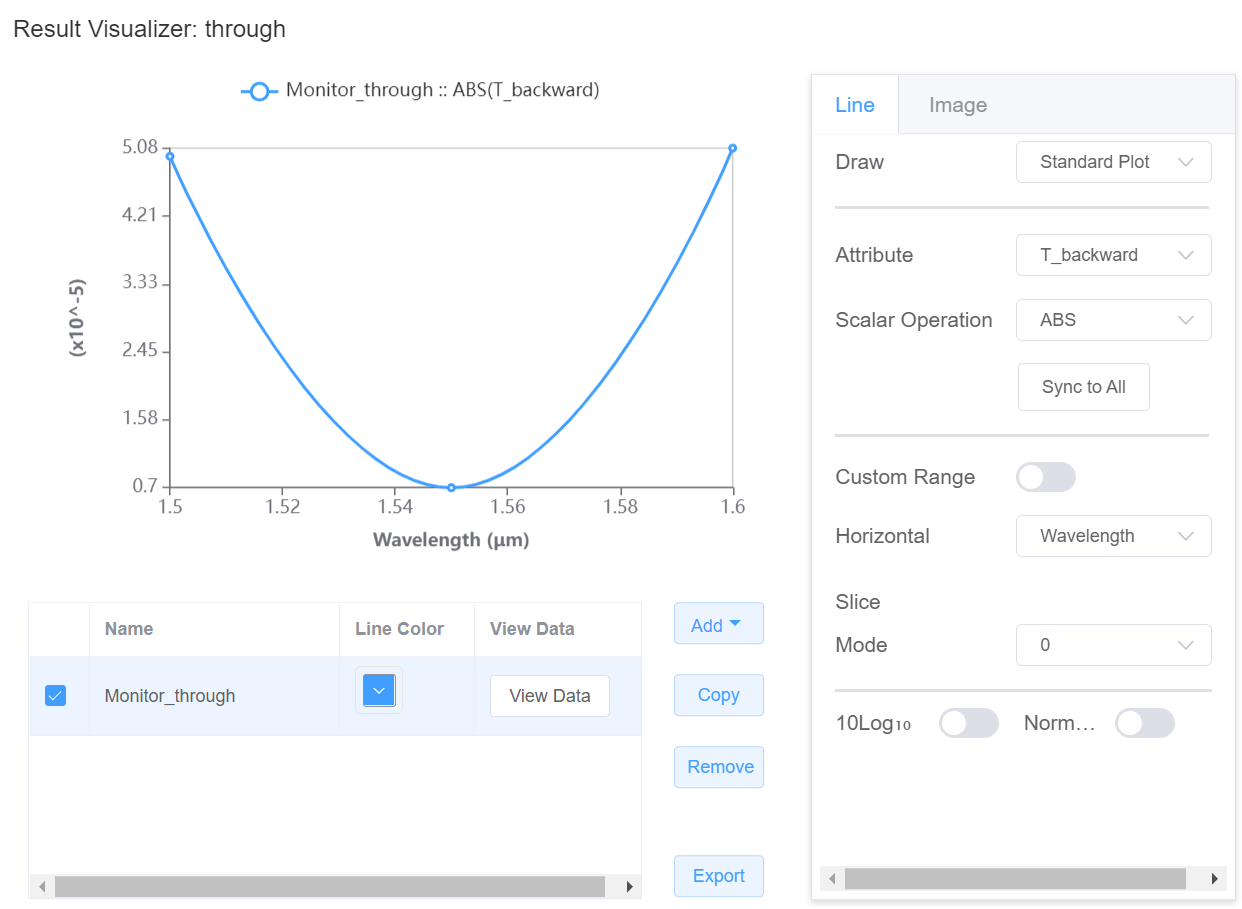 Result Visualizer: through
Monitor_through :: ABS(T_backward)
5.08
4.21
3.33
2.45
1.58
0.7
(x10^-5)
1.5 1.52 1.54 1.56 1.58 1.6
Wavelength (μm)
Name Line Color View Data
Monitor_through View Data
Add
Copy
Remove
Export
Line Image
Draw Standard Plot
Attribute T_backward
Scalar Operation ABS
Sync to All
Custom Range
Horizontal Wavelength
Slice
Mode 0
10Log₁₀ Norm...